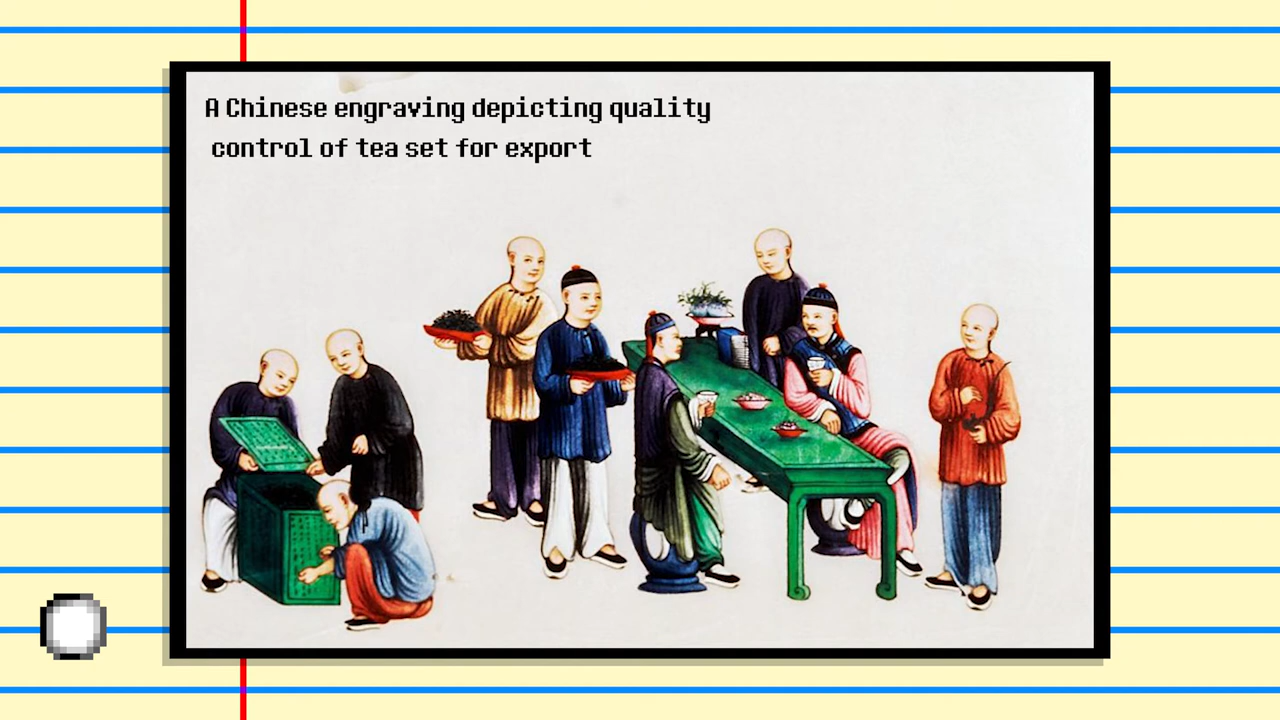 A Chinese engraving depicting quality
control of tea set for export